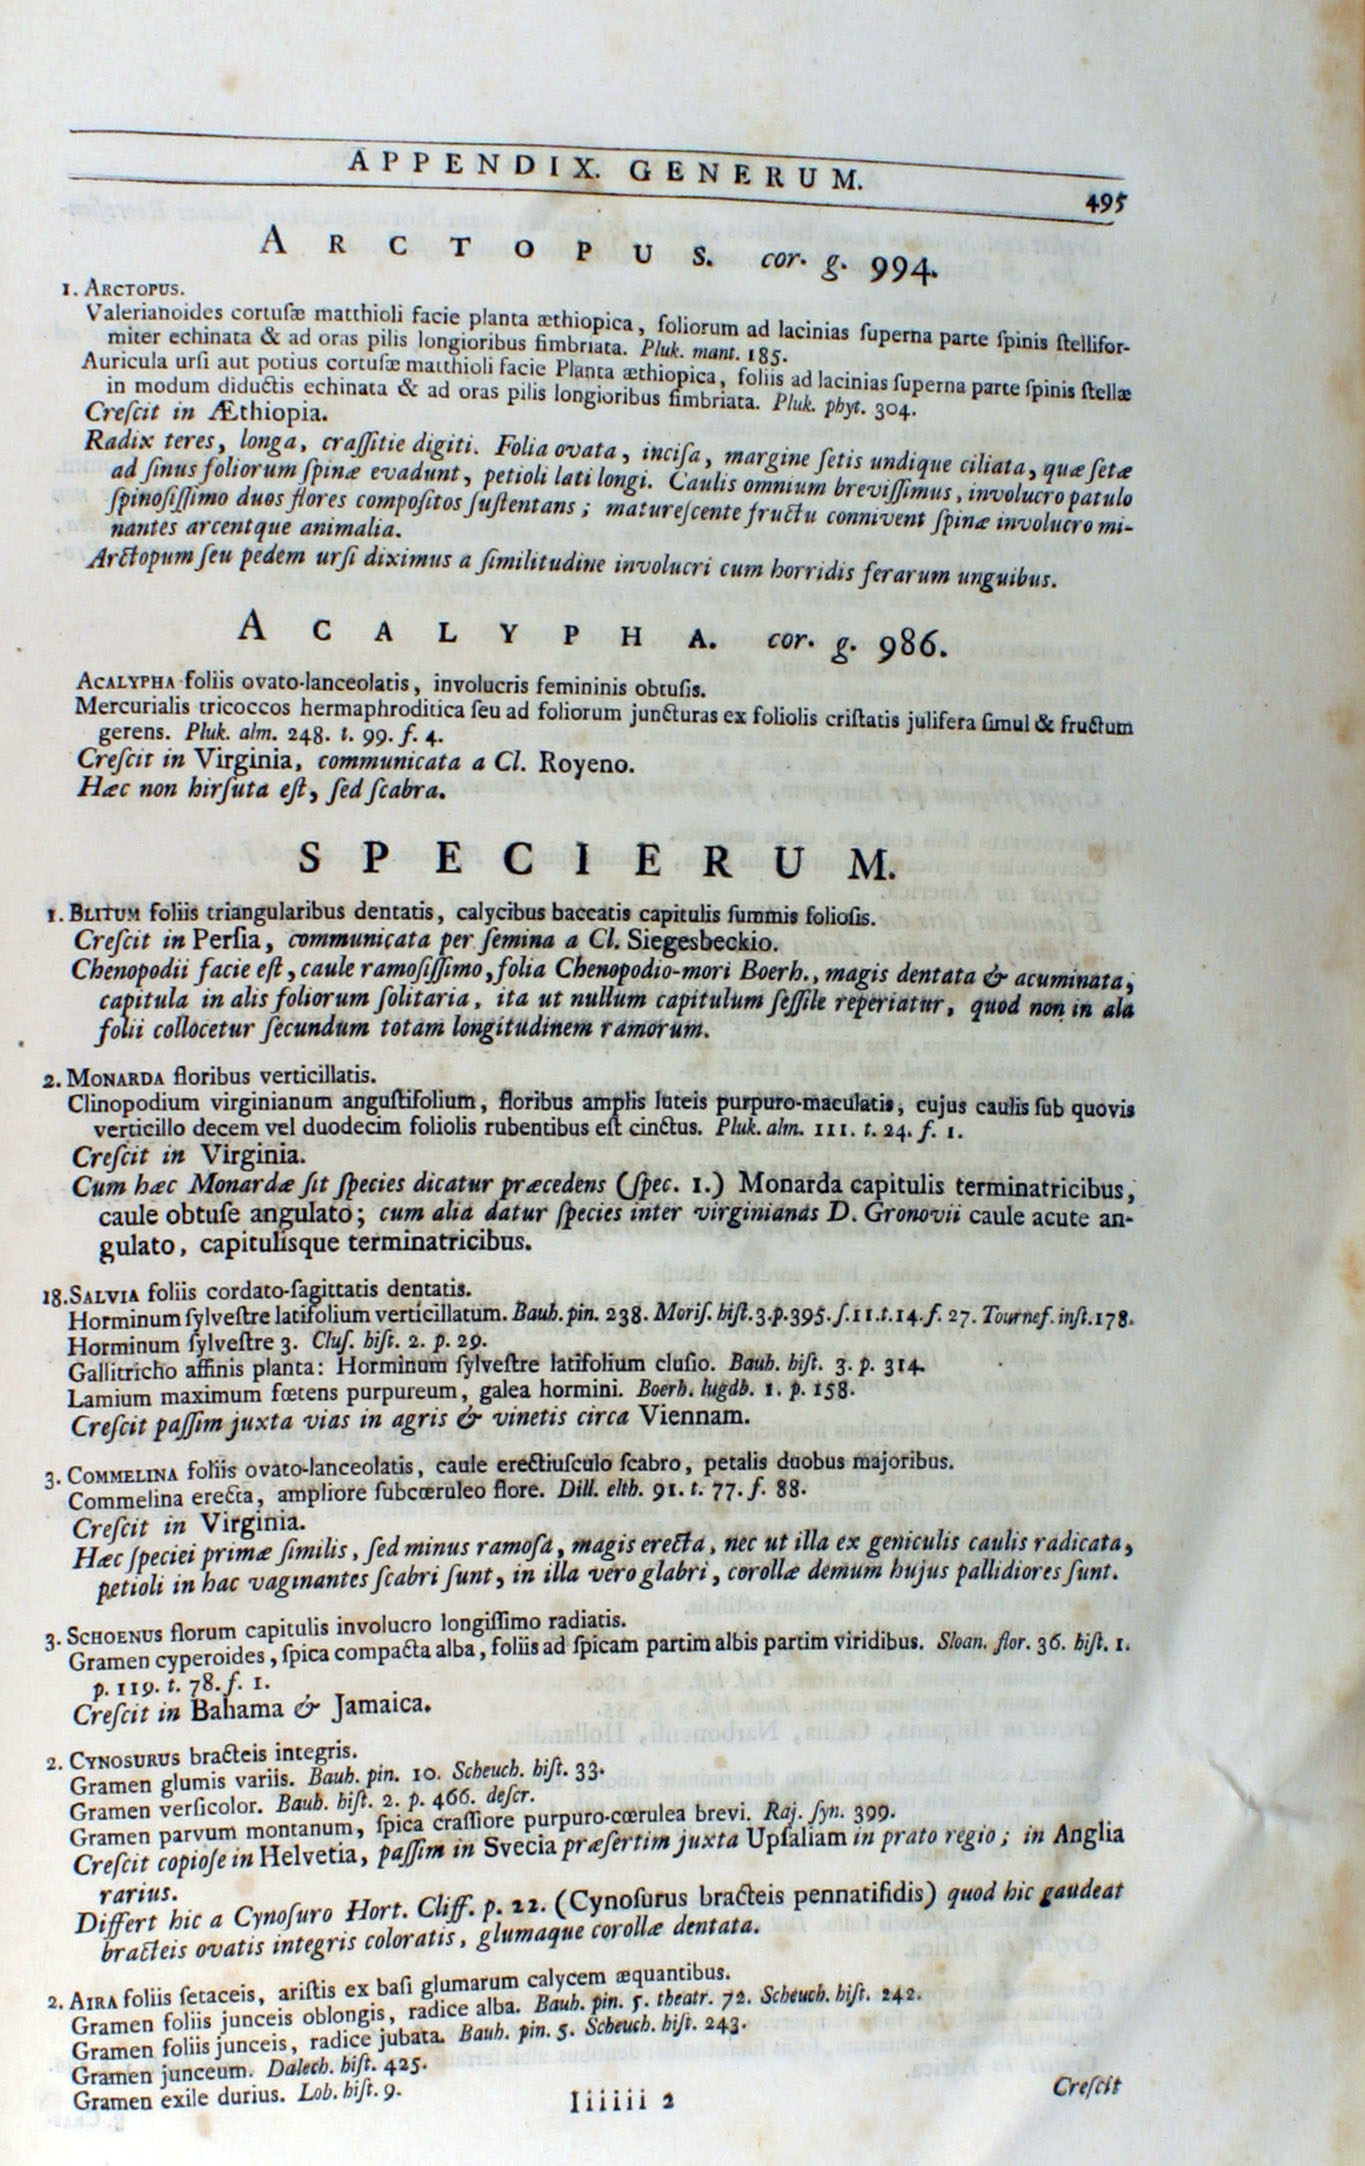 APPENDIX. GENERUM.
495
ARCTOPUS. cor. g. 994.
1. ARCTOPUS.
Valerianoides cortuſæ matthioli facie planta æthiopica, foliorum ad lacinias ſuperna parte ſpinis ſtellifor-
miter echinata & ad oras pilis longioribus fimbriata. Pluk. mant. 185.
Auricula urſi aut potius cortuſæ matthioli facie Planta æthiopica, foliis ad lacinias ſuperna parte ſpinis ſtellæ
in modum diductis echinata & ad oras pilis longioribus fimbriata. Pluk. phyt. 304.
Creſcit in Æthiopia.
Radix teres, longa, craſſitie digiti. Folia ovata, inciſa, margine ſetis undique ciliata, quæ ſetæ
ad ſinus foliorum ſpinæ evadunt, petioli lati longi. Caulis omnium breviſſimus, involucro patulo
ſpinoſiſſimo duos flores compoſitos ſuſtentans; matureſcente fructu connivent ſpinæ involucro mi-
nantes arcentque animalia.
Arctopum ſeu pedem urſi diximus a ſimilitudine involucri cum horridis ferarum unguibus.
ACALYPHA. cor. g. 986.
ACALYPHA foliis ovato-lanceolatis, involucris femininis obtuſis.
Mercurialis tricoccos hermaphroditica ſeu ad foliorum juncturas ex foliolis criſtatis julifera ſimul & fructum
gerens. Pluk. alm. 248. t. 99. f. 4.
Creſcit in Virginia, communicata a Cl. Royeno.
Hæc non hirſuta eſt, ſed ſcabra.
SPECIERUM.
1. BLITUM foliis triangularibus dentatis, calycibus baccatis capitulis ſummis folioſis.
Creſcit in Perſia, communicata per ſemina a Cl. Siegesbeckio.
Chenopodii facie eſt, caule ramoſiſſimo, folia Chenopodio-mori Boerh., magis dentata & acuminata,
capitula in alis foliorum ſolitaria, ita ut nullum capitulum ſeſſile reperiatur, quod non in ala
folii collocetur ſecundum totam longitudinem ramorum.
2. MONARDA floribus verticillatis.
Clinopodium virginianum anguſtifolium, floribus amplis luteis purpuro-maculatis, cujus caulis ſub quovis
verticillo decem vel duodecim foliolis rubentibus eſt cinctus. Pluk. alm. 111. t. 24. f. 1.
Creſcit in Virginia.
Cum hæc Monardæ ſit ſpecies dicatur præcedens (ſpec. 1.) Monarda capitulis terminatricibus,
caule obtuſe angulato; cum alia datur ſpecies inter virginianas D. Gronovii caule acute an-
gulato, capitulisque terminatricibus.
18. SALVIA foliis cordato-ſagittatis dentatis.
Horminum ſylveſtre latifolium verticillatum. Bauh. pin. 238. Moriſ. hiſt. 3. p. 395. ſ. 11. t. 14. f. 27. Tournef. inſt. 178.
Horminum ſylveſtre 3. Cluſ. hiſt. 2. p. 29.
Gallitricho affinis planta: Horminum ſylveſtre latifolium cluſio. Bauh. hiſt. 3. p. 314.
Lamium maximum fœtens purpureum, galea hormini. Boerh. lugdb. 1. p. 158.
Creſcit paſſim juxta vias in agris & vinetis circa Viennam.
3. COMMELINA foliis ovato-lanceolatis, caule erectiuſculo ſcabro, petalis duobus majoribus.
Commelina erecta, ampliore ſubcœruleo flore. Dill. elth. 91. t. 77. f. 88.
Creſcit in Virginia.
Hæc ſpeciei primæ ſimilis, ſed minus ramoſa, magis erecta, nec ut illa ex geniculis caulis radicata,
petioli in hac vaginantes ſcabri ſunt, in illa vero glabri, corollæ demum hujus pallidiores ſunt.
3. SCHOENUS florum capitulis involucro longiſſimo radiatis.
Gramen cyperoides, ſpica compacta alba, foliis ad ſpicam partim albis partim viridibus. Sloan. flor. 36. hiſt. 1.
p. 119. t. 78. f. 1.
Creſcit in Bahama & Jamaica.
2. CYNOSURUS bracteis integris.
Gramen glumis variis. Bauh. pin. 10. Scheuch. hiſt. 33.
Gramen verſicolor. Bauh. hiſt. 2. p. 466. deſcr.
Gramen parvum montanum, ſpica craſſiore purpuro-cœrulea brevi. Raj. ſyn. 399.
Creſcit copioſe in Helvetia, paſſim in Svecia præſertim juxta Upſaliam in prato regio; in Anglia
rarius.
Differt hic a Cynoſuro Hort. Cliff. p. 22. (Cynoſurus bracteis pennatifidis) quod hic gaudeat
bracteis ovatis integris coloratis, glumaque corollæ dentata.
2. AIRA foliis ſetaceis, ariſtis ex baſi glumarum calycem æquantibus.
Gramen foliis junceis oblongis, radice alba. Bauh. pin. 5. theatr. 72. Scheuch. hiſt. 242.
Gramen foliis junceis, radice jubata. Bauh. pin. 5. Scheuch. hiſt. 243.
Gramen junceum. Dalech. hiſt. 425.
Gramen exile durius. Lob. hiſt. 9.
Iiiiii 2
Creſcit